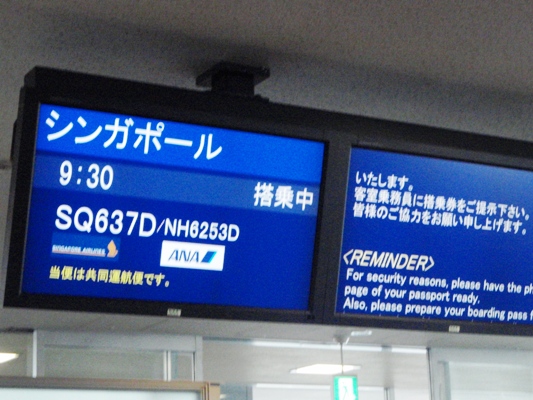 シンガポール
9:30
搭乗中
SQ637D/NH6253D
SINGAPORE AIRLINES
ANA
当便は共同運航便です。
いたします。
客室乗務員に搭乗券をご提示下さい。
皆様のご協力をお願い申し上げます。
<REMINDER>
For security reasons, please have the ph
page of your passport ready.
Also, please prepare your boarding pass f